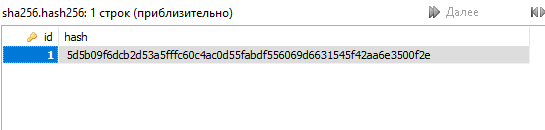 sha256.hash256: 1 строк (приблизительно) Далее
id hash
1 5d5b09f6dcb2d53a5fffc60c4ac0d55fabdf556069d6631545f42aa6e3500f2e